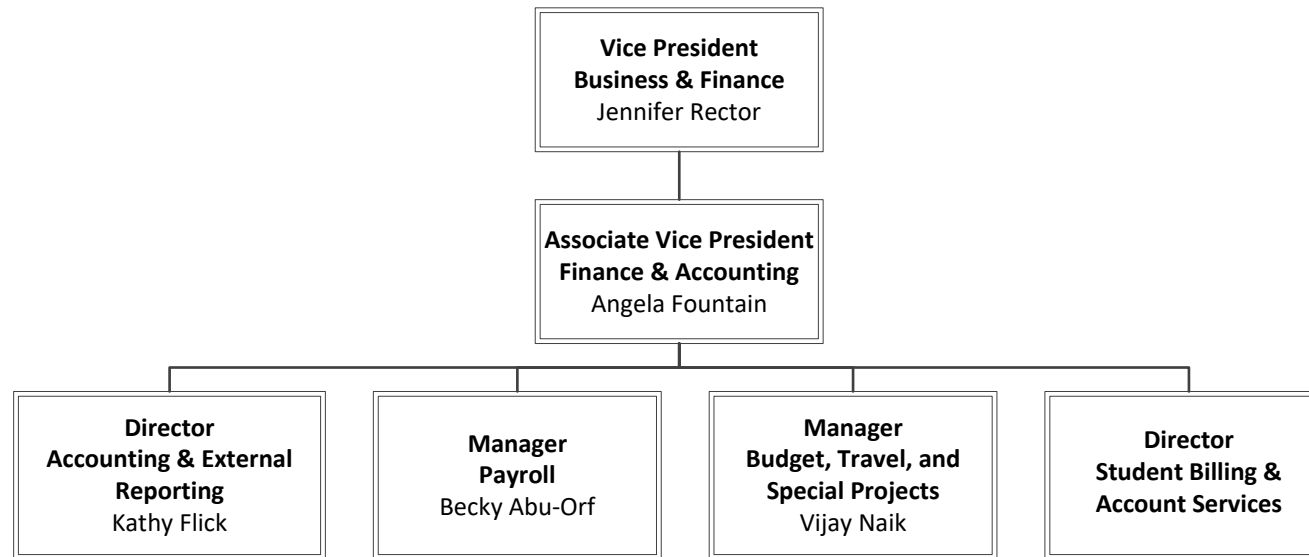 Vice President
Business & Finance
Jennifer Rector
Associate Vice President
Finance & Accounting
Angela Fountain
Director
Accounting & External
Reporting
Kathy Flick
Manager
Payroll
Becky Abu-Orf
Manager
Budget, Travel, and
Special Projects
Vijay Naik
Director
Student Billing &
Account Services